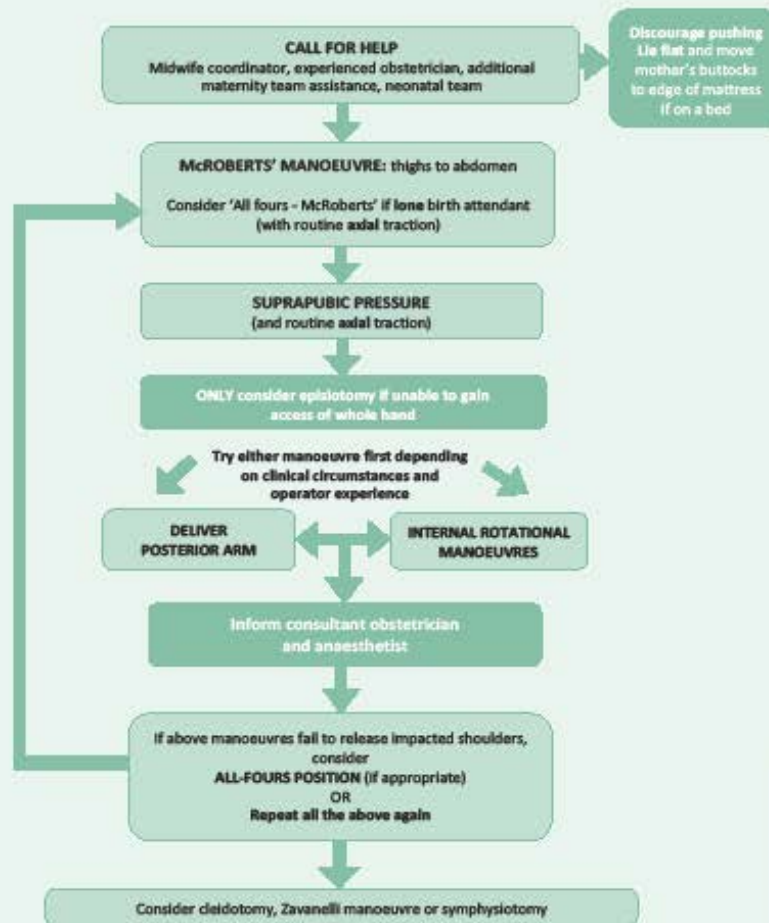 CALL FOR HELP
Midwife coordinator, experienced obstetrician, additional
maternity team assistance, neonatal team
Discourage pushing
Lie flat and move
mother's buttocks
to edge of mattress
if on a bed
McROBERTS' MANOEUVRE: thighs to abdomen
Consider 'All fours - McRoberts' if lone birth attendant
(with routine axial traction)
SUPRAPUBIC PRESSURE
(and routine axial traction)
ONLY consider episiotomy if unable to gain
access of whole hand
Try either manoeuvre first depending
on clinical circumstances and
operator experience
DELIVER
POSTERIOR ARM
INTERNAL ROTATIONAL
MANOEUVRES
Inform consultant obstetrician
and anaesthetist
If above manoeuvres fail to release impacted shoulders,
consider
ALL-FOURS POSITION (if appropriate)
OR
Repeat all the above again
Consider cleidotomy, Zavanelli manoeuvre or symphysiotomy